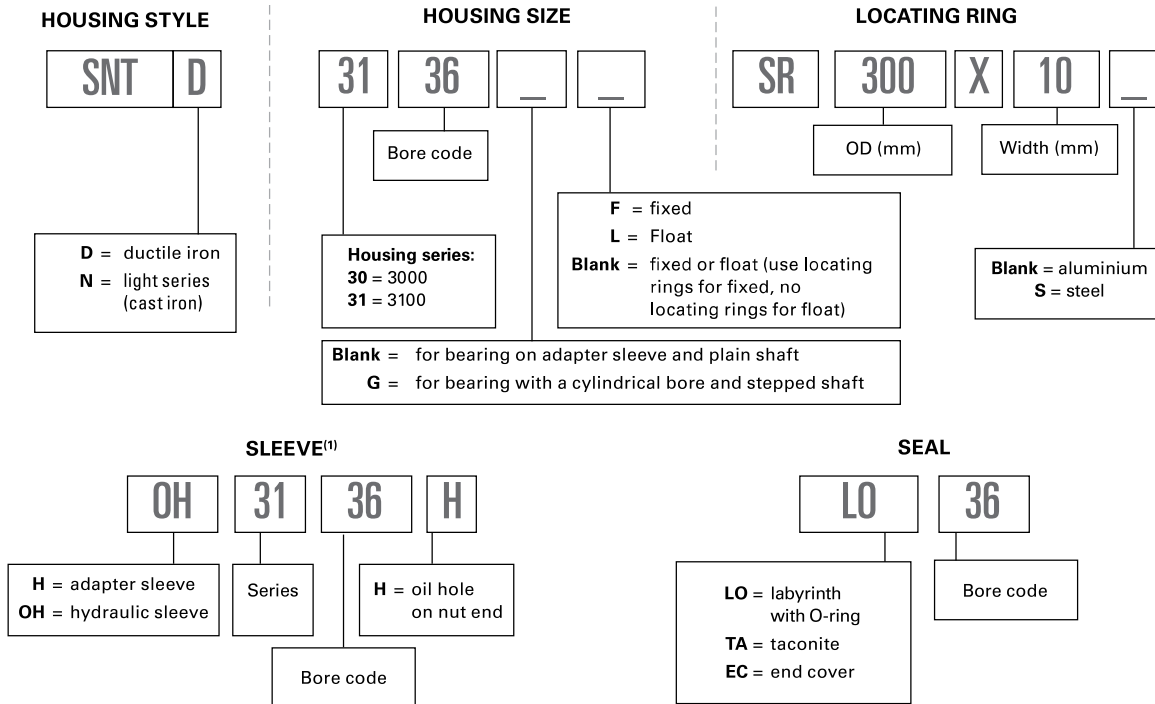 HOUSING STYLE
SNT D
D = ductile iron
N = light series
(cast iron)
HOUSING SIZE
31 36 _ _
Bore code
Housing series:
30 = 3000
31 = 3100
F = fixed
L = Float
Blank = fixed or float (use locating
rings for fixed, no
locating rings for float)
Blank = for bearing on adapter sleeve and plain shaft
G = for bearing with a cylindrical bore and stepped shaft
LOCATING RING
SR 300 X 10 _
OD (mm)
Width (mm)
Blank = aluminium
S = steel
SLEEVE(1)
OH 31 36 H
H = adapter sleeve
OH = hydraulic sleeve
Series
H = oil hole
on nut end
Bore code
SEAL
LO 36
LO = labyrinth
with O-ring
TA = taconite
EC = end cover
Bore code